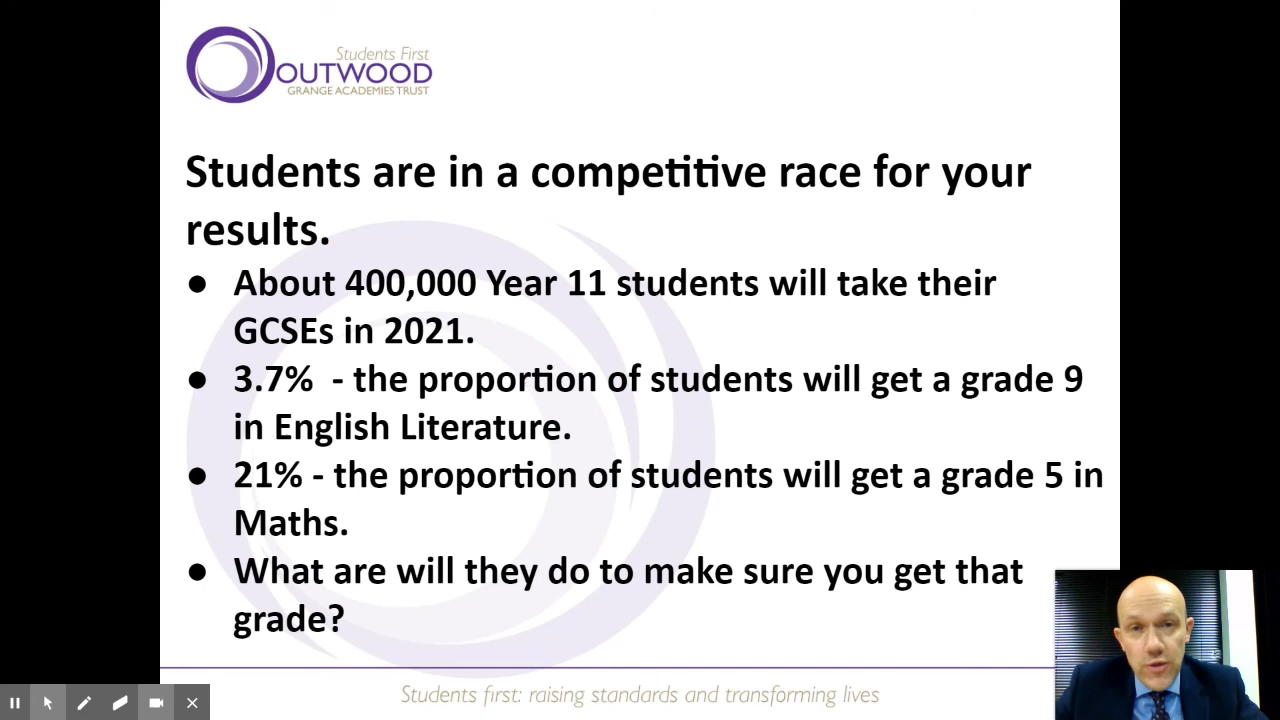 Students First
OUTWOOD
GRANGE ACADEMIES TRUST
Students are in a competitive race for your
results.
● About 400,000 Year 11 students will take their
GCSEs in 2021.
● 3.7%  - the proportion of students will get a grade 9
in English Literature.
● 21% - the proportion of students will get a grade 5 in
Maths.
● What are will they do to make sure you get that
grade?
Students first: raising standards and transforming lives